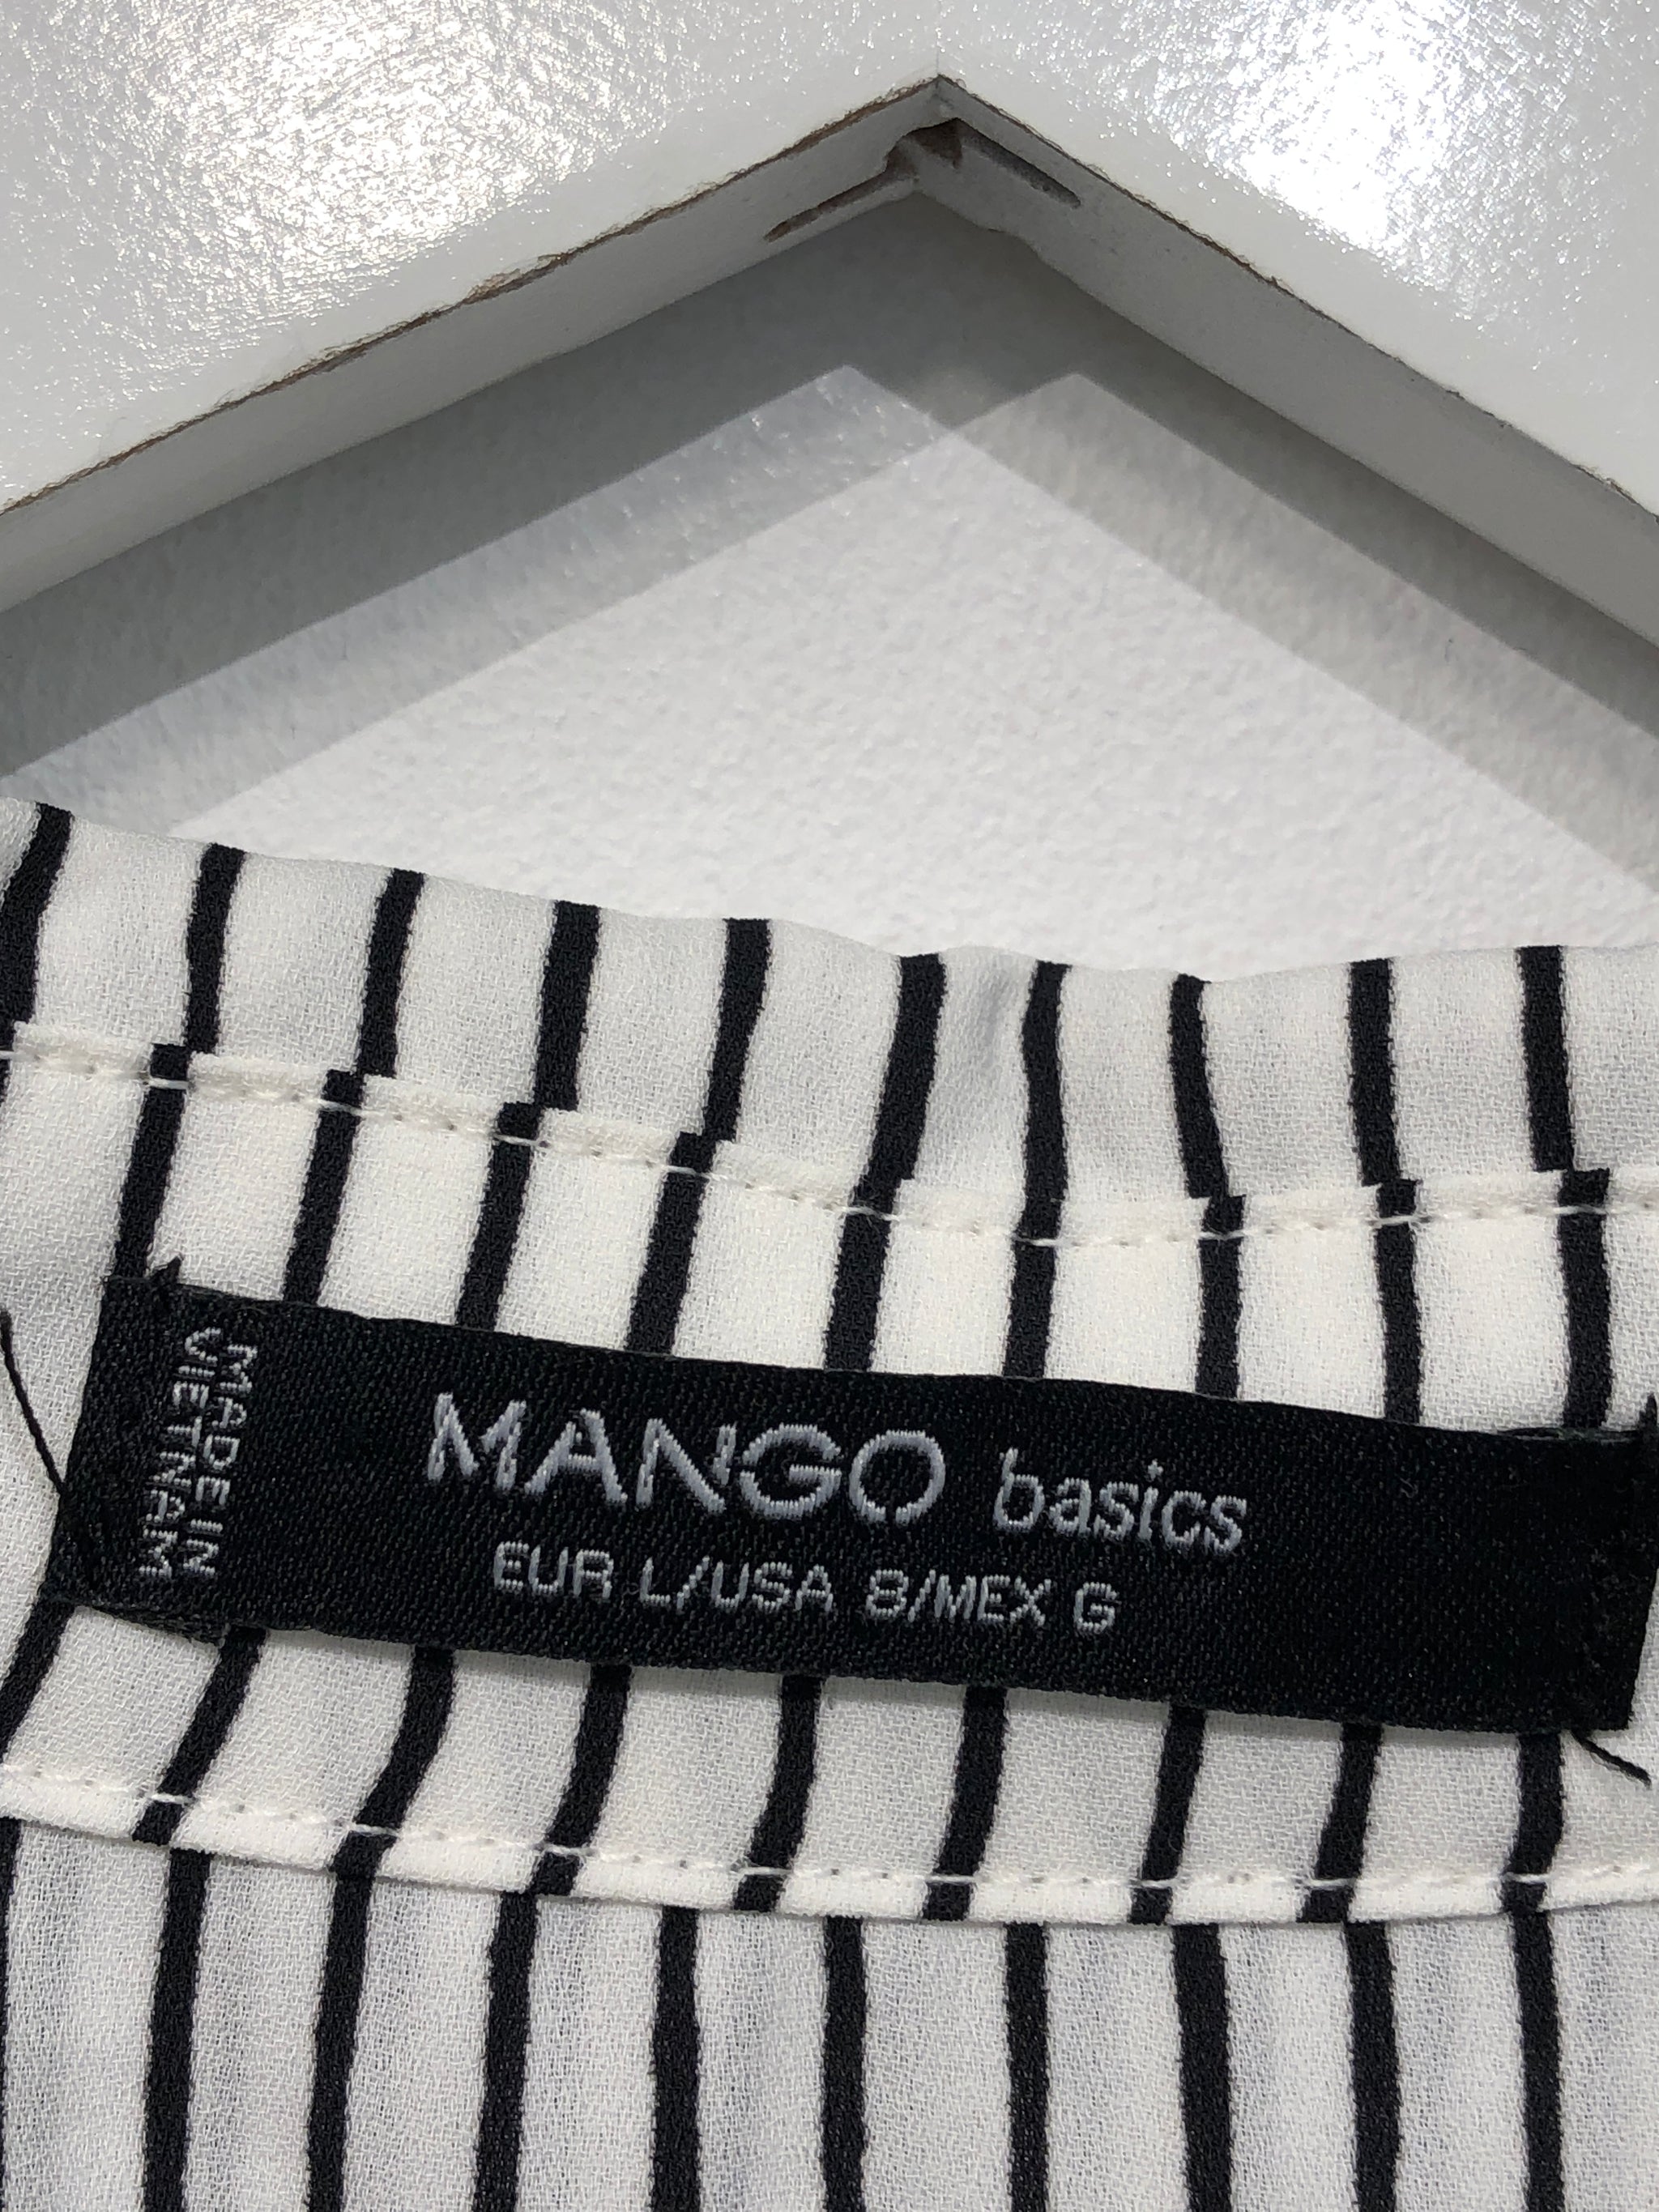 MADE IN
VIETNAM
MANGO basics
EUR L/USA 8/MEX G